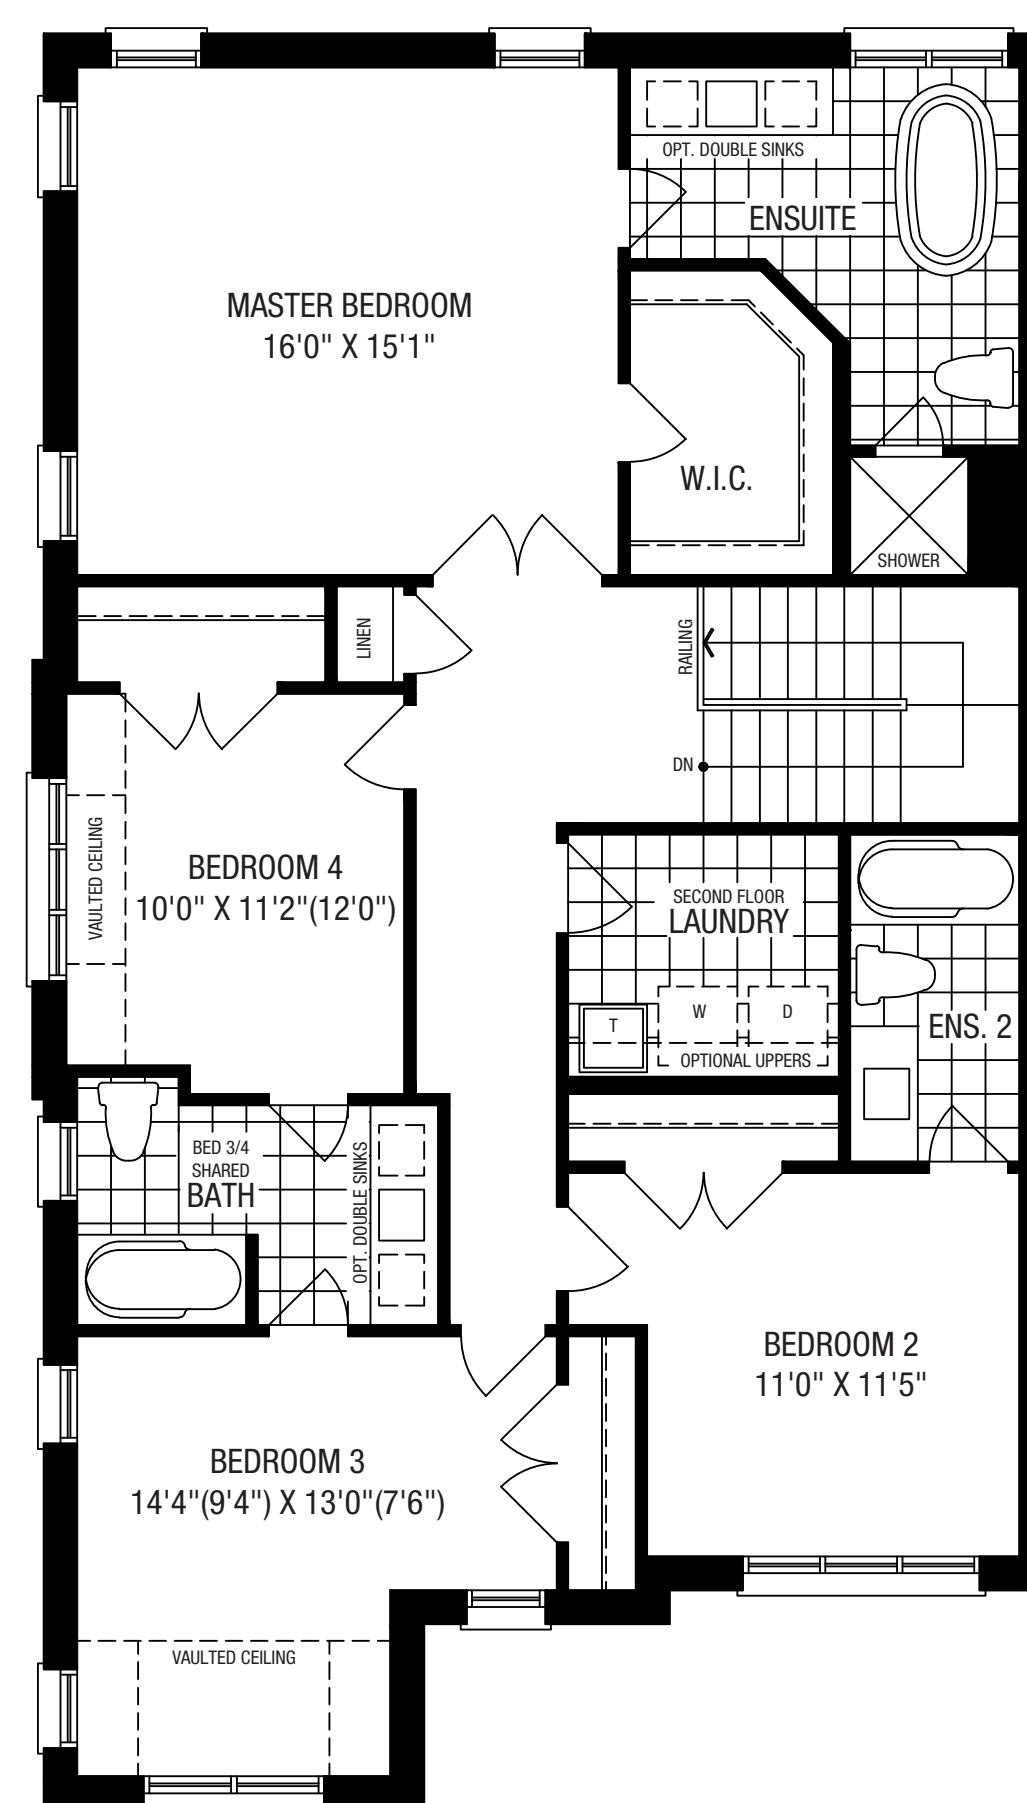 OPT. DOUBLE SINKS
ENSUITE
MASTER BEDROOM
16'0" X 15'1"
W.I.C.
SHOWER
LINEN
RAILING
DN
VAULTED CEILING
BEDROOM 4
10'0" X 11'2"(12'0")
SECOND FLOOR
LAUNDRY
W
D
T
OPTIONAL UPPERS
ENS. 2
BED 3/4
SHARED
BATH
OPT. DOUBLE SINKS
BEDROOM 2
11'0" X 11'5"
BEDROOM 3
14'4"(9'4") X 13'0"(7'6")
VAULTED CEILING